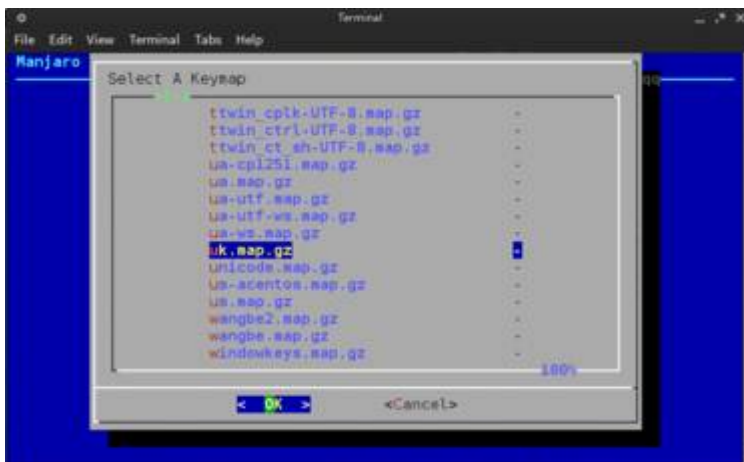 Terminal
File Edit View Terminal Tabs Help
Manjaro
Select A Keymap
ttwin_cplk-UTF-8.map.gz -
ttwin_ctrl-UTF-8.map.gz -
ttwin_ct_sh-UTF-8.map.gz -
ua-cp1251.map.gz -
ua.map.gz -
ua-utf.map.gz -
ua-utf-ws.map.gz -
ua-ws.map.gz -
uk.map.gz -
unicode.map.gz -
us-acentos.map.gz -
us.map.gz -
wangbe2.map.gz -
wangbe.map.gz -
windowkeys.map.gz -
100%
< OK > <Cancel>